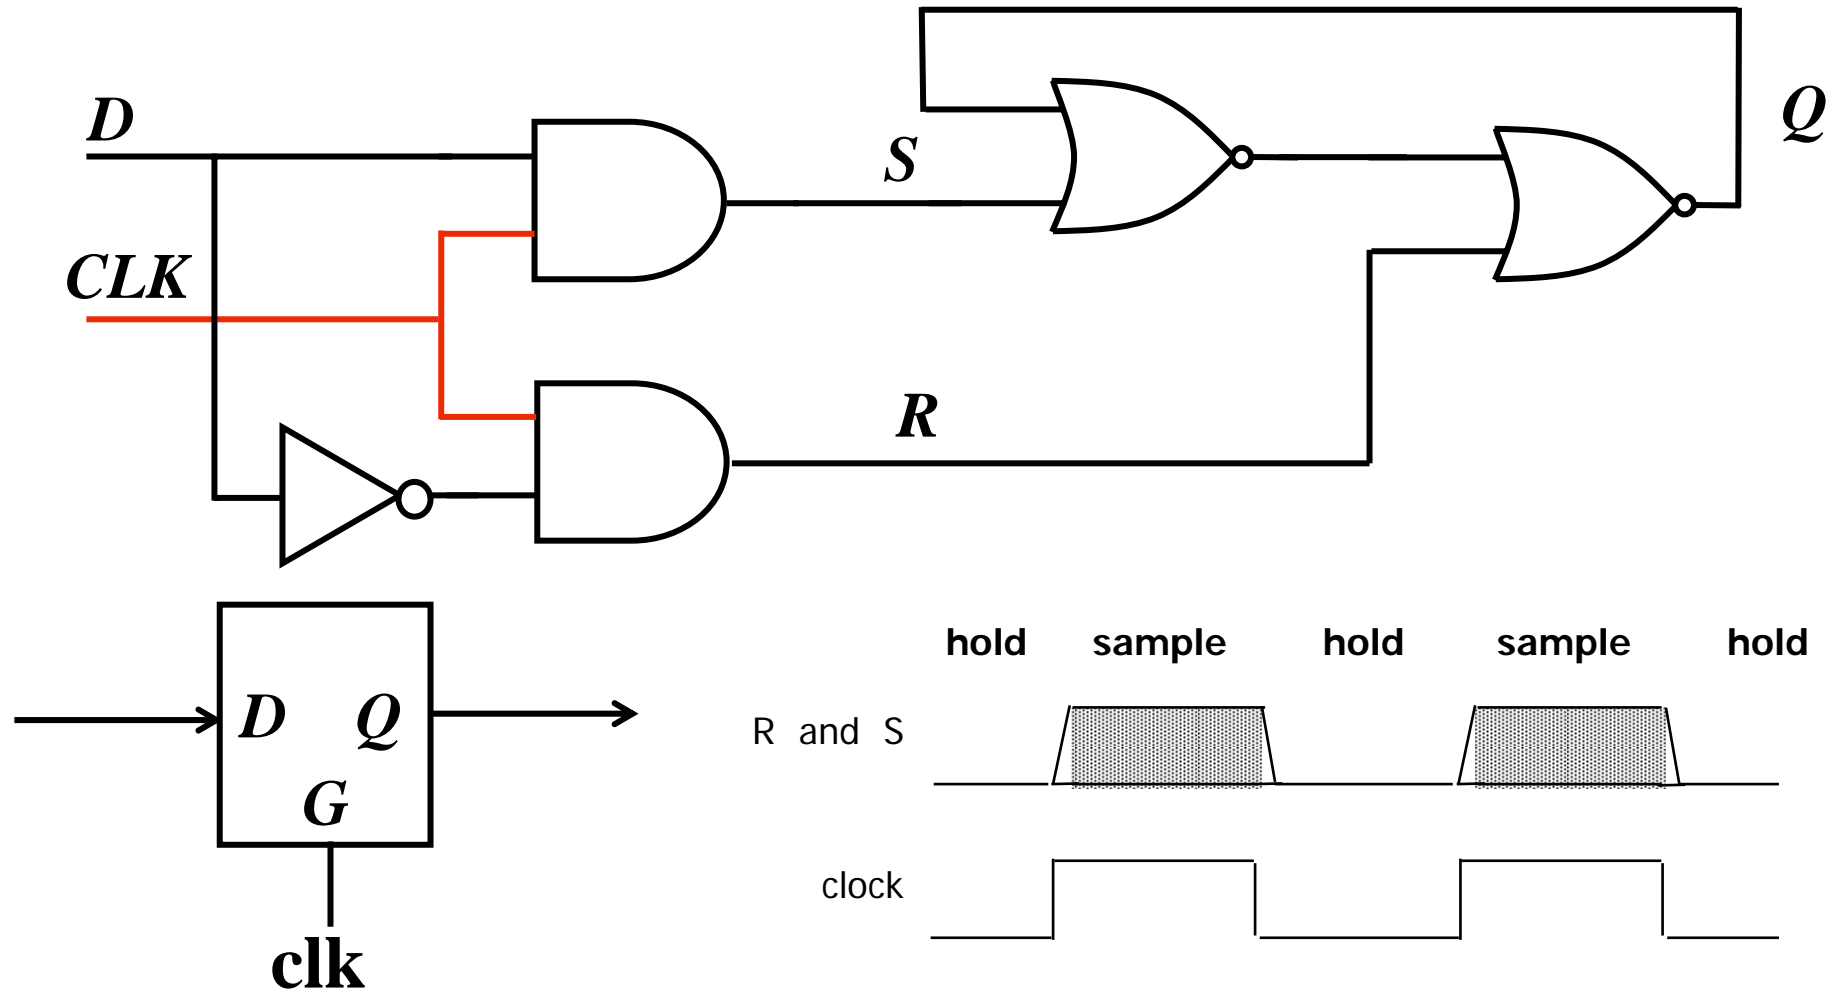 D
Q
S
CLK
R
hold sample hold sample hold
D Q
R and S
G
clock
clk